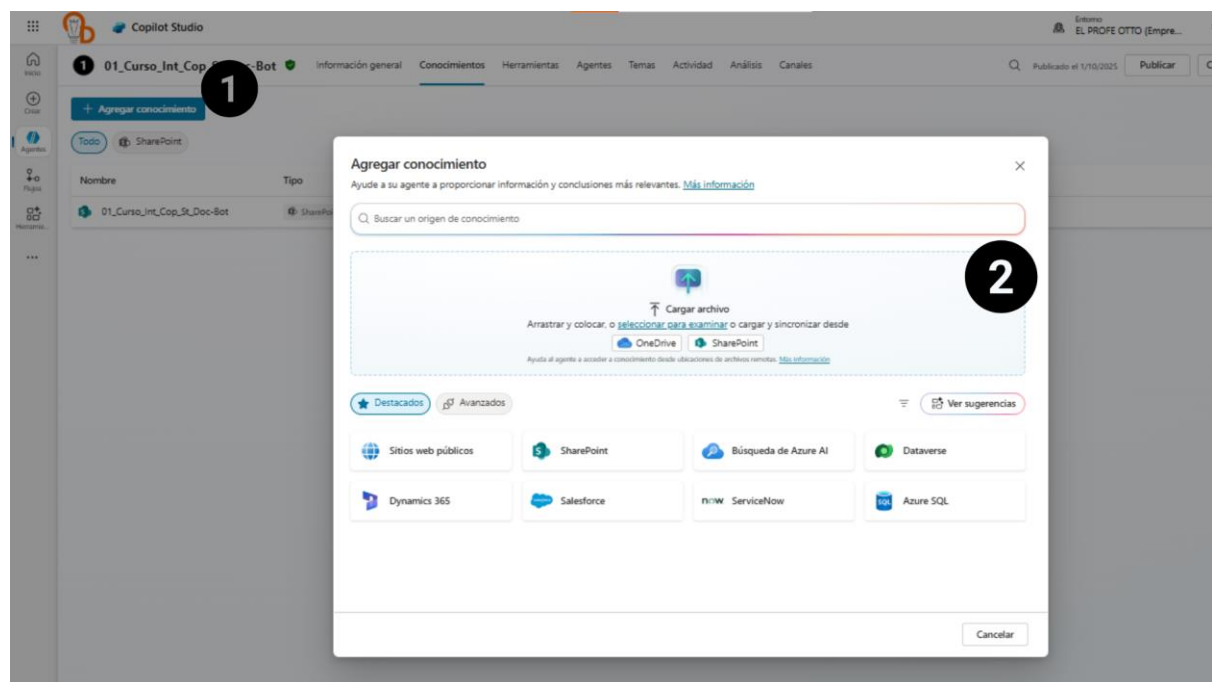 Copilot Studio
Entorno
EL PROFE OTTO (Empre...
Inicio
Crear
Agentes
Flujos
Herramie...
1
01_Curso_Int_Cop_
-Bot
Información general
Conocimientos
Herramientas
Agentes
Temas
Actividad
Análisis
Canales
Publicado el 1/10/2025
Publicar
1
+ Agregar conocimiento
Todo
SharePoint
Nombre
Tipo
01_Curso_Int_Cop_St_Doc-Bot
Agregar conocimiento
Ayude a su agente a proporcionar información y conclusiones más relevantes. Más información
Buscar un origen de conocimiento
2
Cargar archivo
Arrastrar y colocar, o seleccionar para examinar o cargar y sincronizar desde
OneDrive
SharePoint
Ayuda al agente a acceder a conocimiento desde ubicaciones de archivos remotas. Más información
Destacados
Avanzados
Ver sugerencias
Sitios web públicos
SharePoint
Búsqueda de Azure AI
Dataverse
Dynamics 365
Salesforce
now ServiceNow
SQL Azure SQL
Cancelar